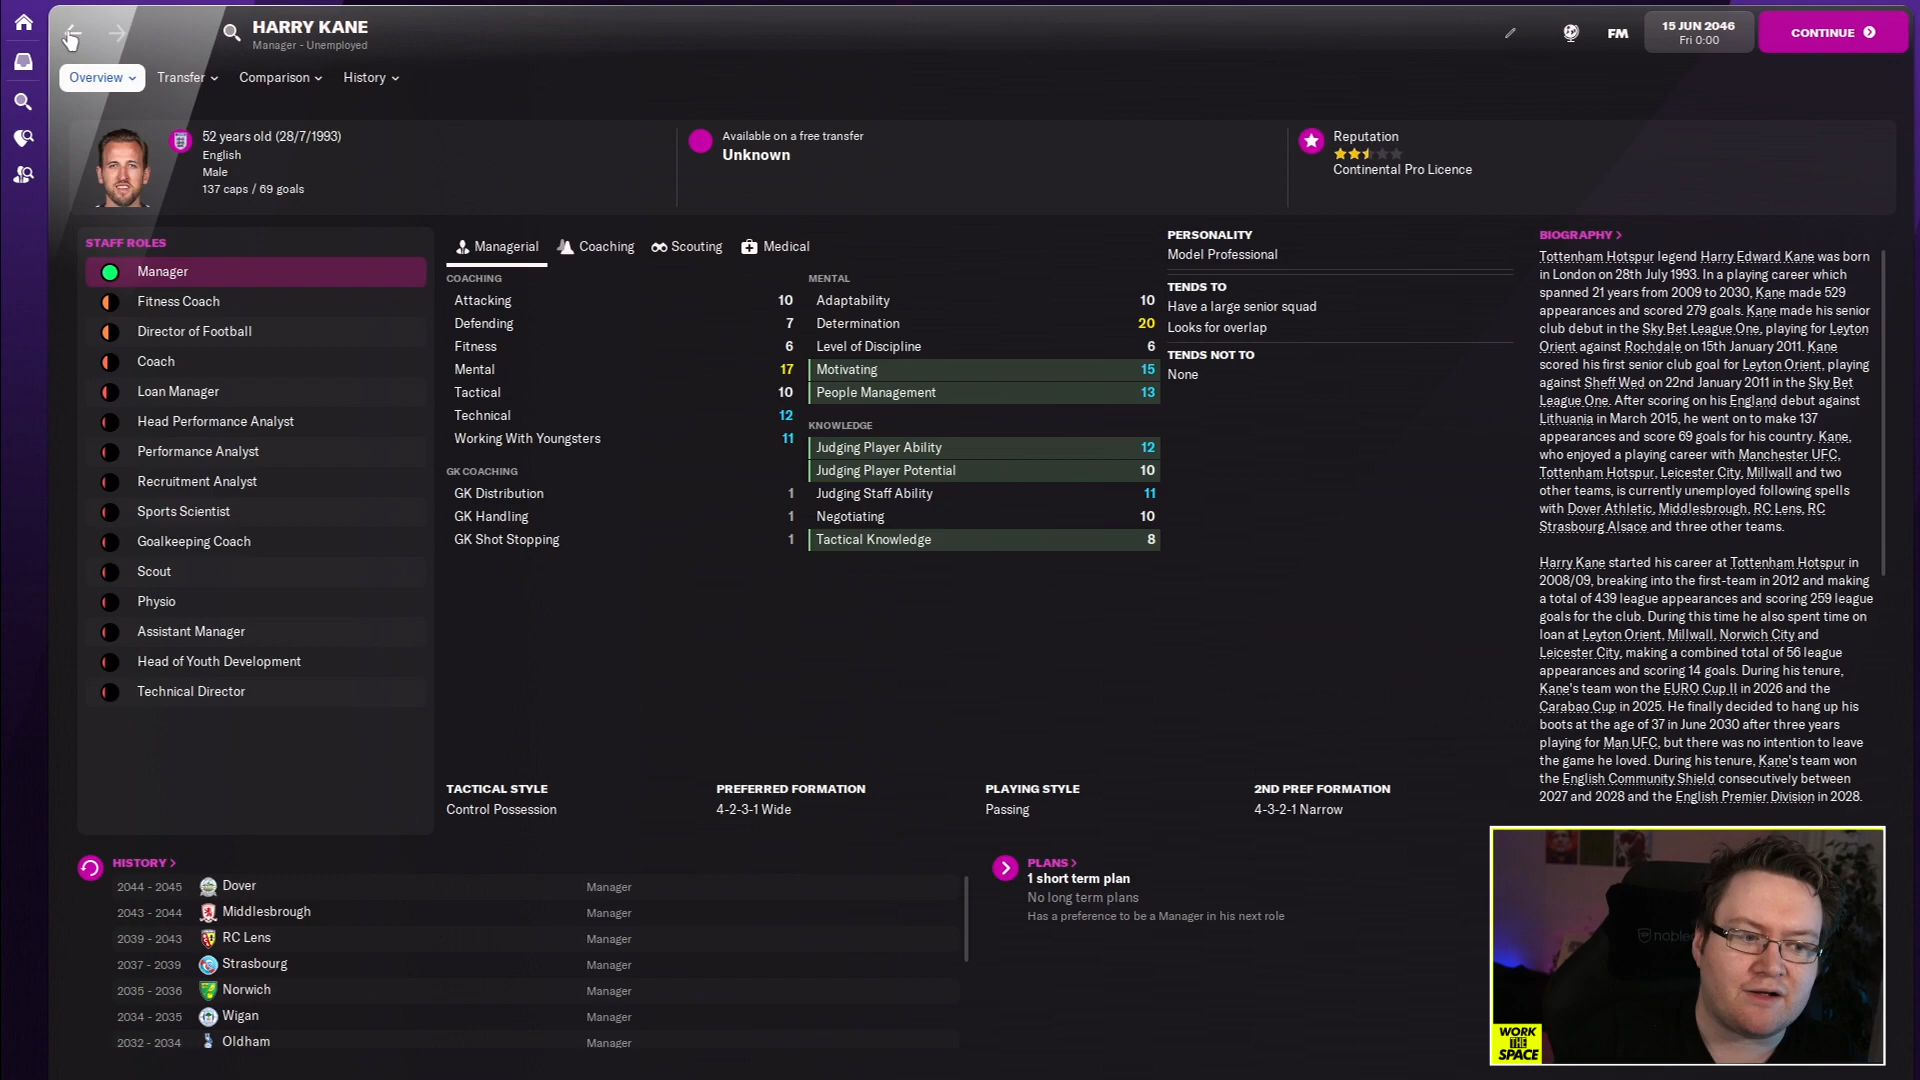 HARRY KANE
Manager - Unemployed
FM
15 JUN 2046
Fri 0:00
CONTINUE
Overview
Transfer
Comparison
History
52 years old (28/7/1993)
English
Male
137 caps / 69 goals
Available on a free transfer
Unknown
Reputation
Continental Pro Licence
STAFF ROLES
Manager
Fitness Coach
Director of Football
Coach
Loan Manager
Head Performance Analyst
Performance Analyst
Recruitment Analyst
Sports Scientist
Goalkeeping Coach
Scout
Physio
Assistant Manager
Head of Youth Development
Technical Director
Managerial
Coaching
Scouting
Medical
COACHING
Attacking 10
Defending 7
Fitness 6
Mental 17
Tactical 10
Technical 12
Working With Youngsters 11
GK COACHING
GK Distribution 1
GK Handling 1
GK Shot Stopping 1
MENTAL
Adaptability 10
Determination 20
Level of Discipline 6
Motivating 15
People Management 13
KNOWLEDGE
Judging Player Ability 12
Judging Player Potential 10
Judging Staff Ability 11
Negotiating 10
Tactical Knowledge 8
PERSONALITY
Model Professional
TENDS TO
Have a large senior squad
Looks for overlap
TENDS NOT TO
None
BIOGRAPHY >
Tottenham Hotspur legend Harry Edward Kane was born
in London on 28th July 1993. In a playing career which
spanned 21 years from 2009 to 2030, Kane made 529
appearances and scored 279 goals. Kane made his senior
club debut in the Sky Bet League One, playing for Leyton
Orient against Rochdale on 15th January 2011. Kane
scored his first senior club goal for Leyton Orient, playing
against Sheff Wed on 22nd January 2011 in the Sky Bet
League One. After scoring on his England debut against
Lithuania in March 2015, he went on to make 137
appearances and score 69 goals for his country. Kane,
who enjoyed a playing career with Manchester UFC,
Tottenham Hotspur, Leicester City, Millwall and two
other teams, is currently unemployed following spells
with Dover Athletic, Middlesbrough, RC Lens, RC
Strasbourg Alsace and three other teams.
Harry Kane started his career at Tottenham Hotspur in
2008/09, breaking into the first-team in 2012 and making
a total of 439 league appearances and scoring 259 league
goals for the club. During this time he also spent time on
loan at Leyton Orient, Millwall, Norwich City and
Leicester City, making a combined total of 56 league
appearances and scoring 14 goals. During his tenure,
Kane's team won the EURO Cup II in 2026 and the
Carabao Cup in 2025. He finally decided to hang up his
boots at the age of 37 in June 2030 after three years
playing for Man UFC, but there was no intention to leave
the game he loved. During his tenure, Kane's team won
the English Community Shield consecutively between
2027 and 2028 and the English Premier Division in 2028.
TACTICAL STYLE
Control Possession
PREFERRED FORMATION
4-2-3-1 Wide
PLAYING STYLE
Passing
2ND PREF FORMATION
4-3-2-1 Narrow
HISTORY >
2044 - 2045 Dover Manager
2043 - 2044 Middlesbrough Manager
2039 - 2043 RC Lens Manager
2037 - 2039 Strasbourg Manager
2035 - 2036 Norwich Manager
2034 - 2035 Wigan Manager
2032 - 2034 Oldham Manager
PLANS >
1 short term plan
No long term plans
Has a preference to be a Manager in his next role
WORK
THE
SPACE